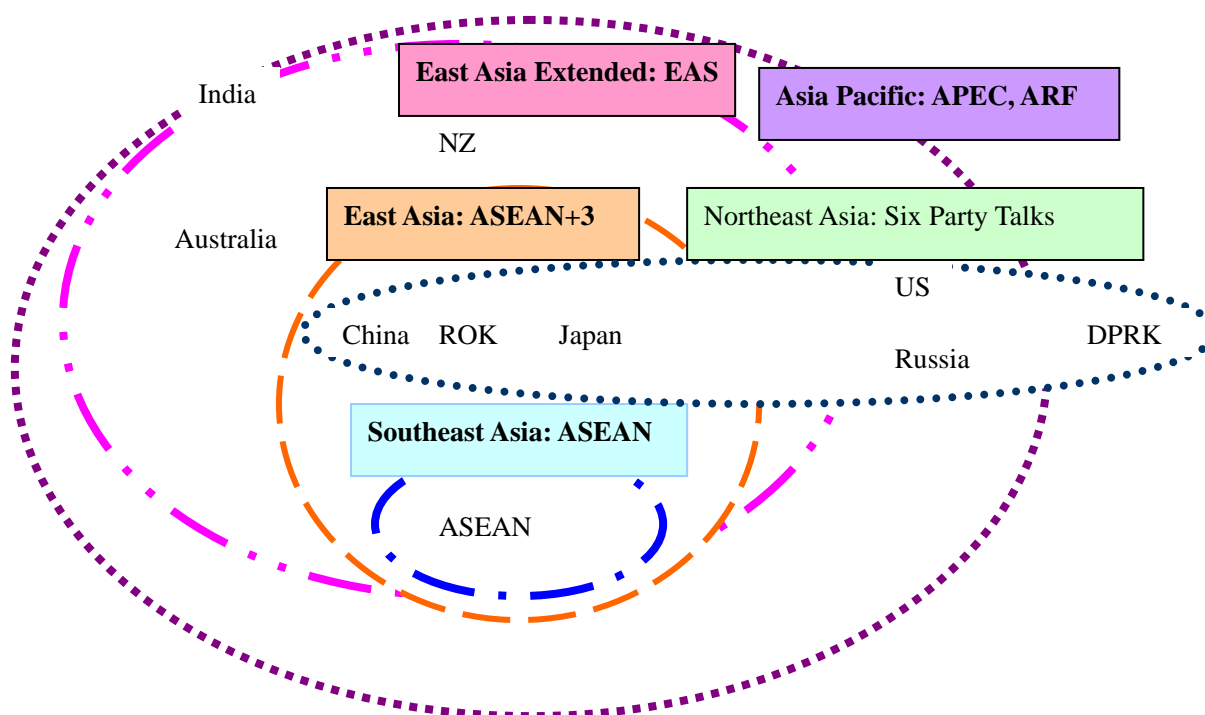 East Asia Extended: EAS
Asia Pacific: APEC, ARF
India
NZ
East Asia: ASEAN+3
Northeast Asia: Six Party Talks
Australia
US
China ROK Japan
DPRK
Russia
Southeast Asia: ASEAN
ASEAN